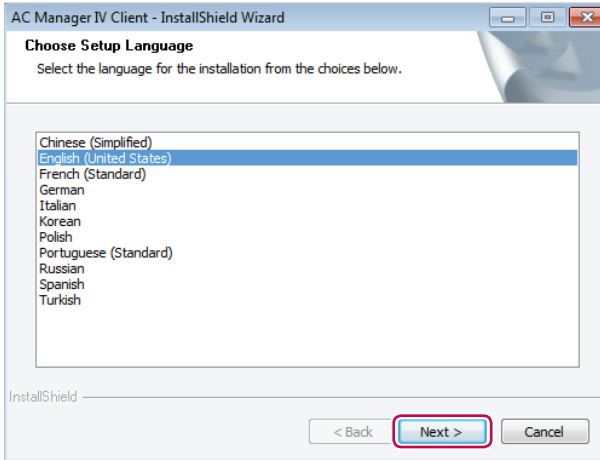 AC Manager IV Client - InstallShield Wizard
Choose Setup Language
Select the language for the installation from the choices below.
Chinese (Simplified)
English (United States)
French (Standard)
German
Italian
Korean
Polish
Portuguese (Standard)
Russian
Spanish
Turkish
InstallShield
< Back Next > Cancel